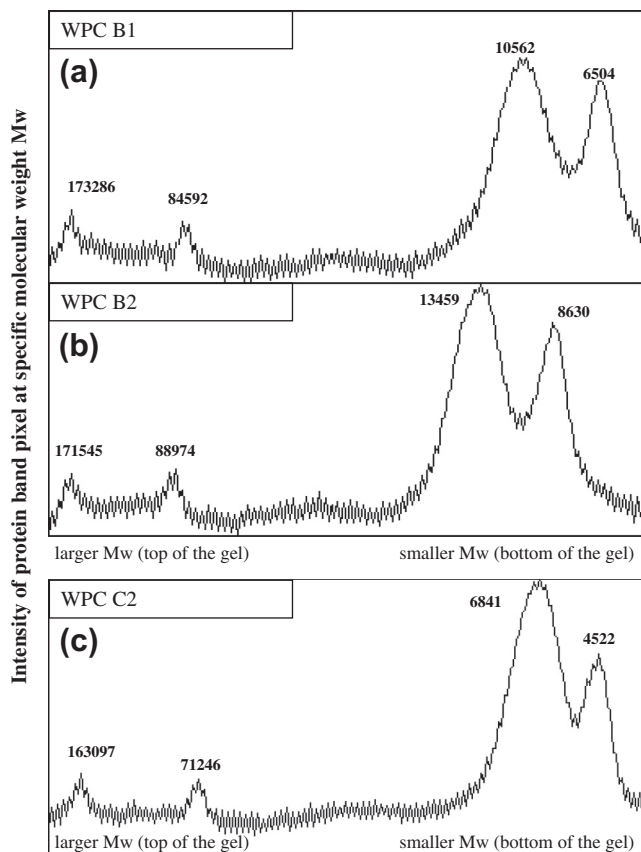 Intensity of protein band pixel at specific molecular weight Mw
WPC B1
(a)
173286
84592
10562
6504
WPC B2
(b)
171545
88974
13459
8630
larger Mw (top of the gel)
smaller Mw (bottom of the gel)
WPC C2
(c)
163097
71246
6841
4522
larger Mw (top of the gel)
smaller Mw (bottom of the gel)